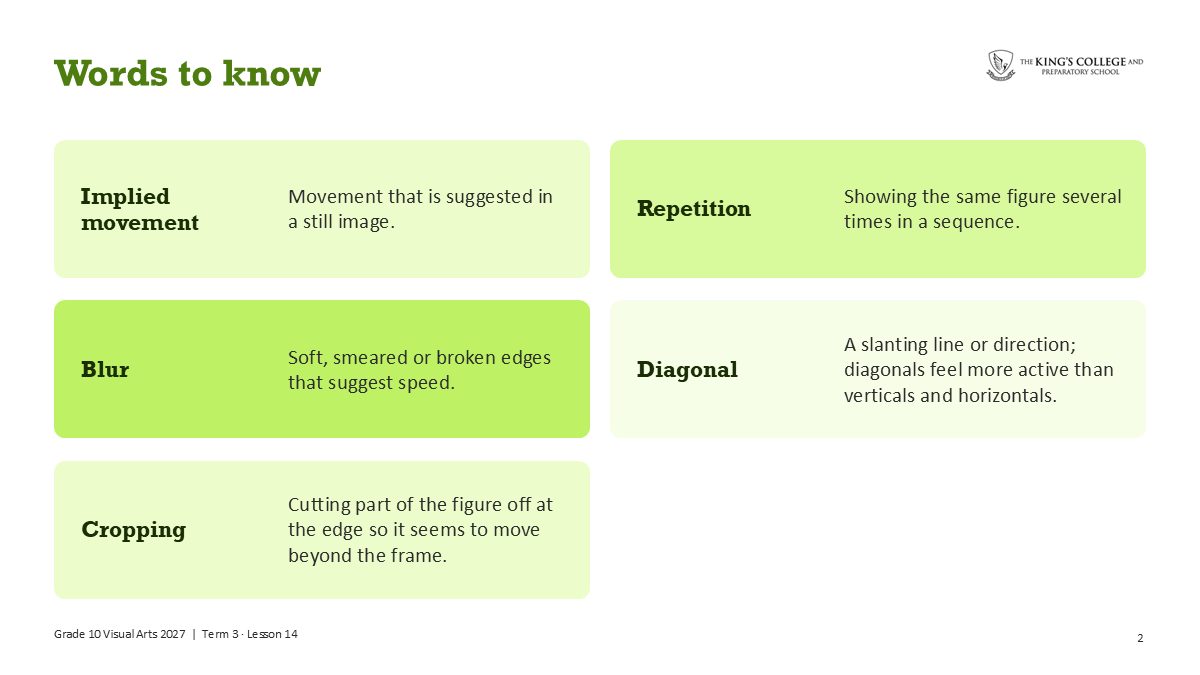 Words to know
THE KING'S COLLEGE AND
PREPARATORY SCHOOL
Implied
movement
Movement that is suggested in
a still image.
Repetition
Showing the same figure several
times in a sequence.
Blur
Soft, smeared or broken edges
that suggest speed.
Diagonal
A slanting line or direction;
diagonals feel more active than
verticals and horizontals.
Cropping
Cutting part of the figure off at
the edge so it seems to move
beyond the frame.
Grade 10 Visual Arts 2027 | Term 3 · Lesson 14
2